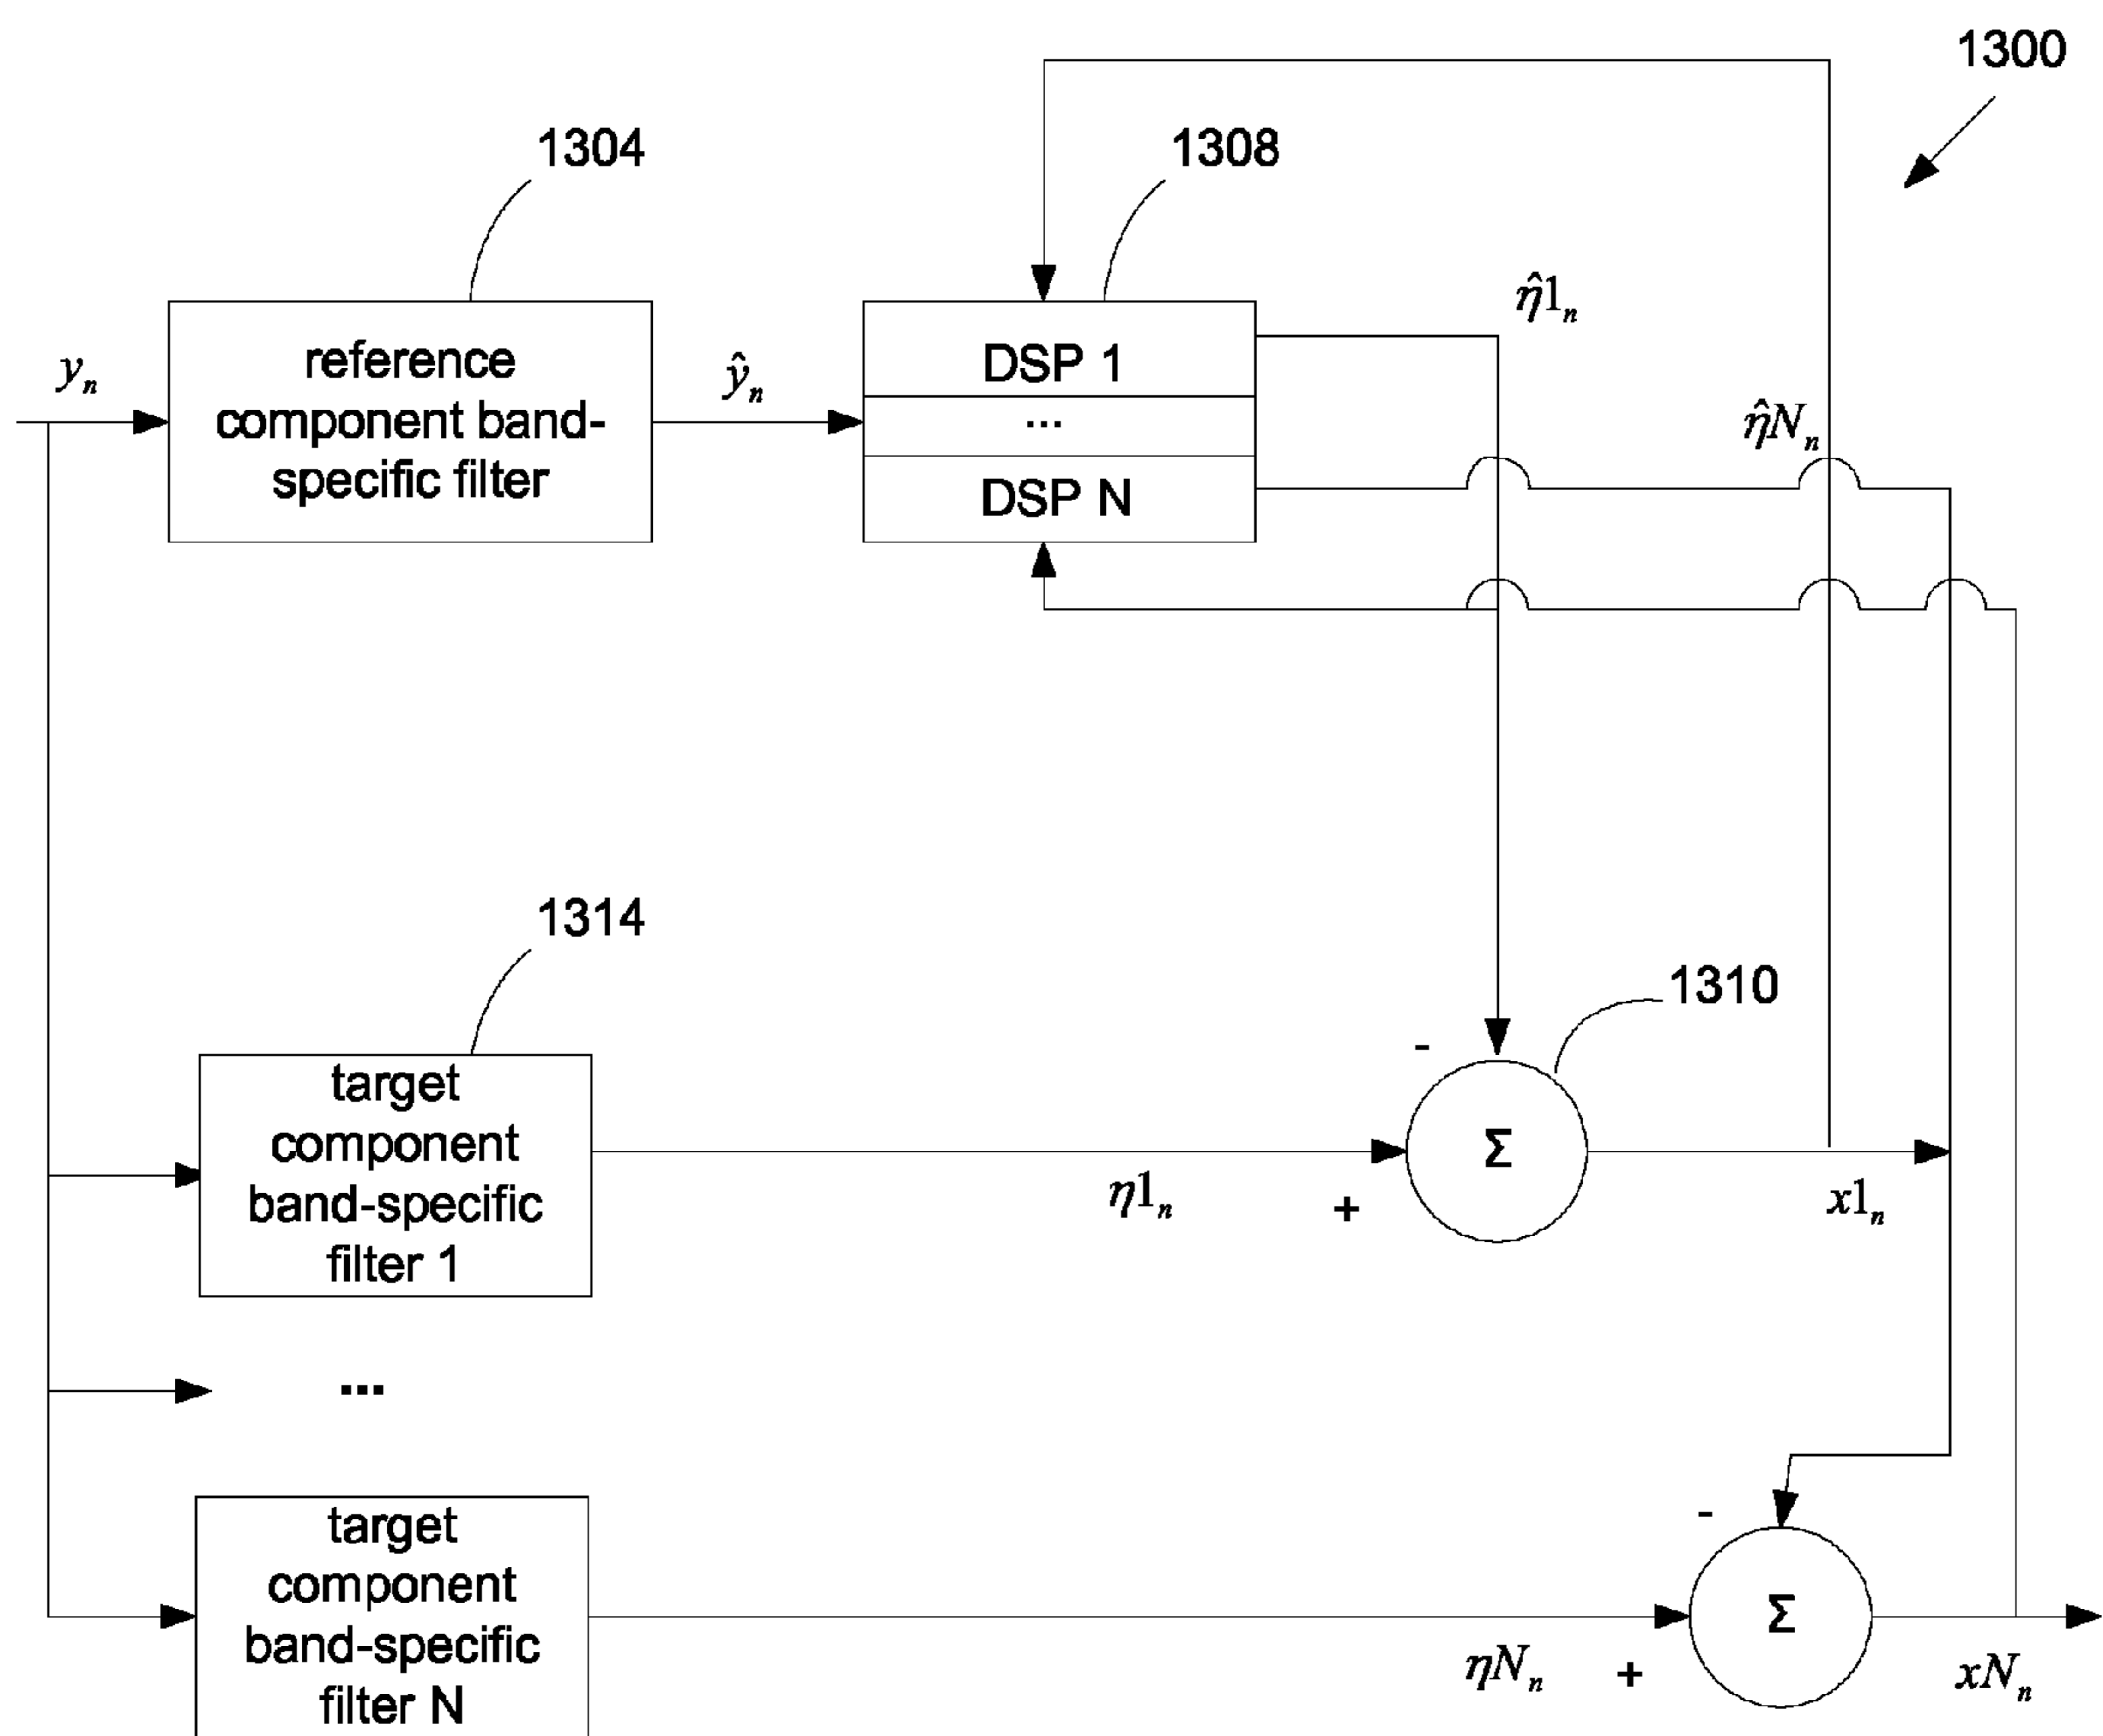 1300
1304
1308
η̂1ₙ
yₙ
reference
component band-
specific filter
ŷₙ
DSP 1
...
DSP N
η̂Nₙ
1314
1310
-
target
component
band-specific
filter 1
η1ₙ
+
Σ
x1ₙ
...
-
target
component
band-specific
filter N
ηNₙ
+
Σ
xNₙ